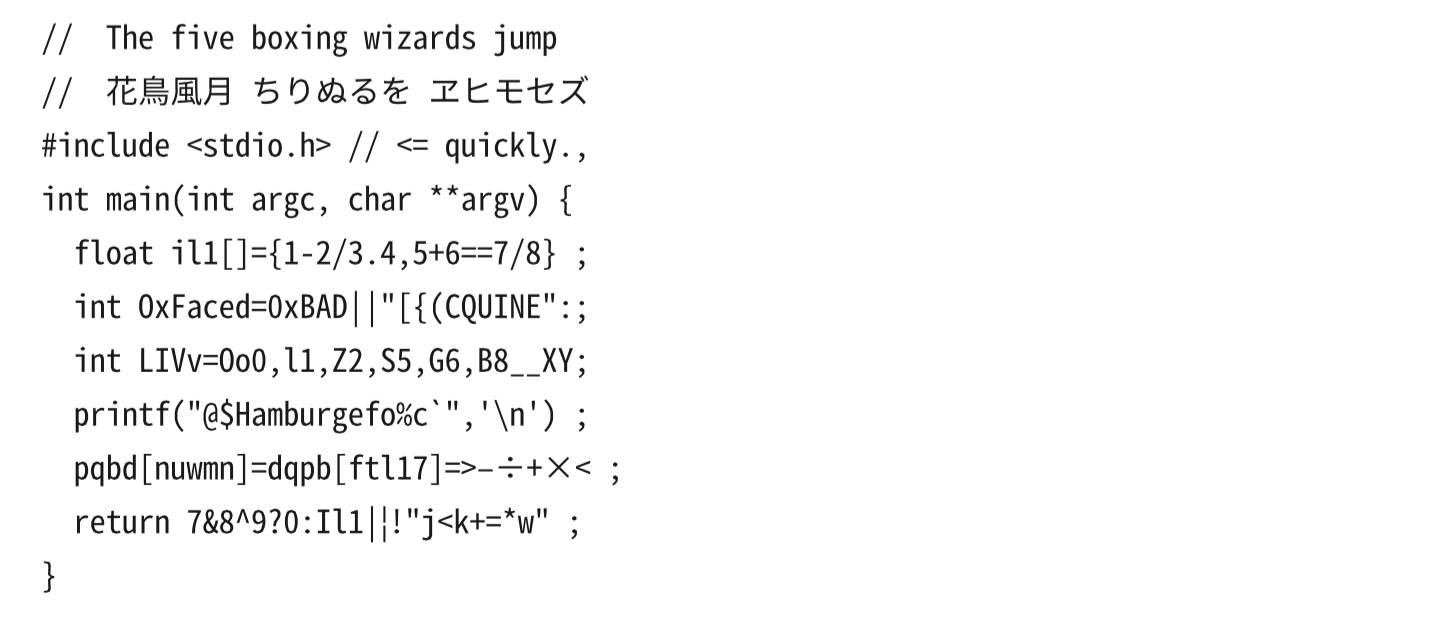 //  The five boxing wizards jump
//  花鳥風月 ちりぬるを ヱヒモセズ
#include <stdio.h> // <= quickly.,
int main(int argc, char **argv) {
  float il1[]={1-2/3.4,5+6==7/8} ;
  int 0xFaced=0xBAD||"[{(CQUINE":;
  int LIVv=0o0,l1,Z2,S5,G6,B8__XY;
  printf("@$Hamburgefo%c`",'\n') ;
  pqbd[nuwmn]=dqpb[ftl17]=>−÷+×< ;
  return 7&8^9?0:Il1|¦!"j<k+=*w" ;
}